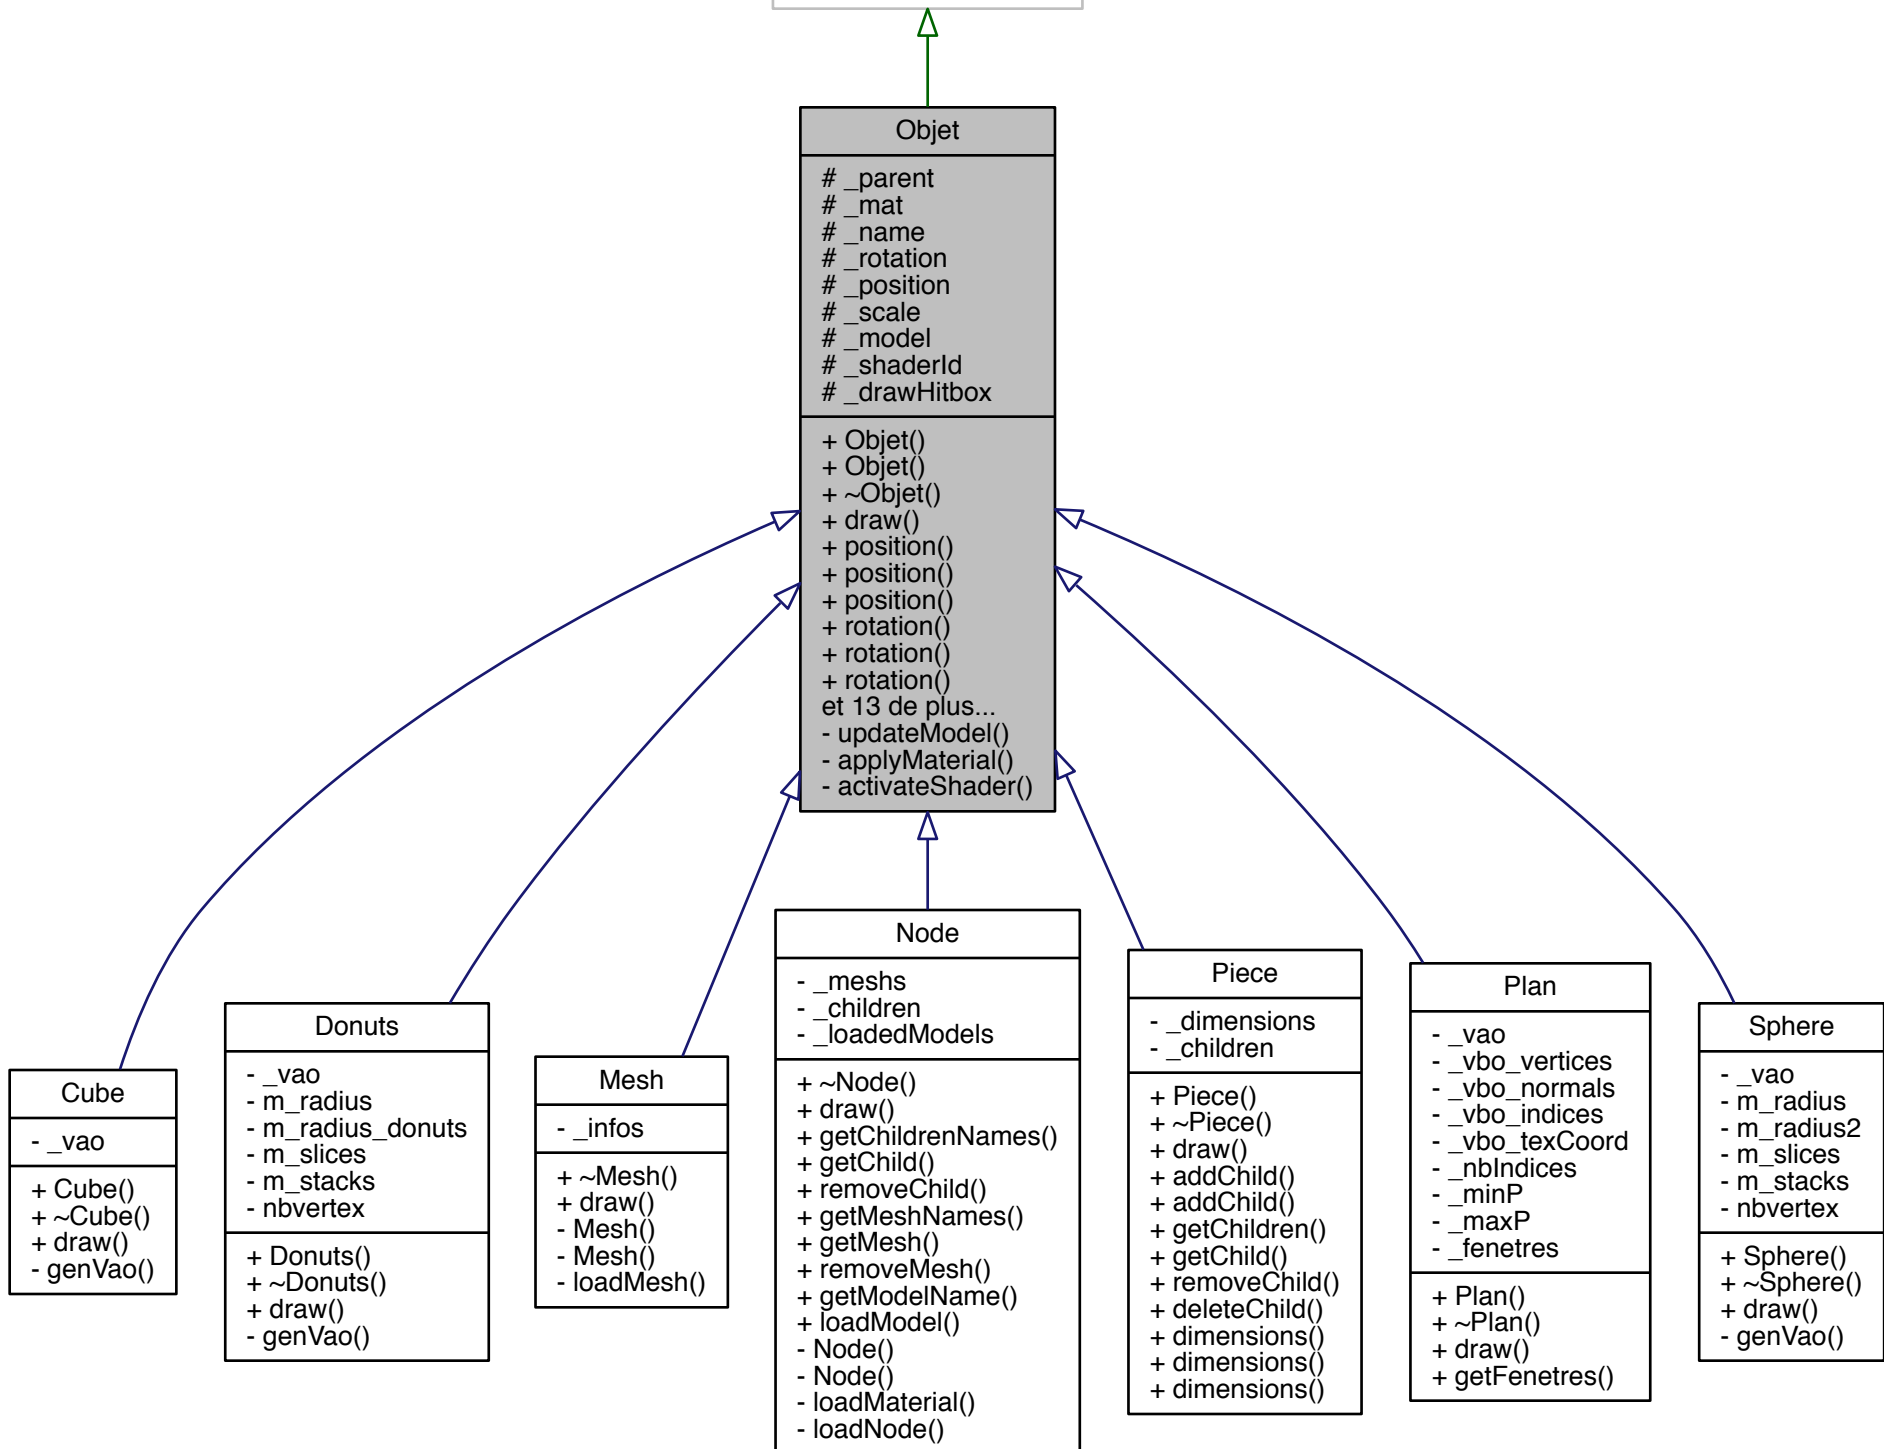 Objet
# _parent
# _mat
# _name
# _rotation
# _position
# _scale
# _model
# _shaderId
# _drawHitbox
+ Objet()
+ Objet()
+ ~Objet()
+ draw()
+ position()
+ position()
+ position()
+ rotation()
+ rotation()
+ rotation()
et 13 de plus...
- updateModel()
- applyMaterial()
- activateShader()
Cube
- _vao
+ Cube()
+ ~Cube()
+ draw()
- genVao()
Donuts
- _vao
- m_radius
- m_radius_donuts
- m_slices
- m_stacks
- nbvertex
+ Donuts()
+ ~Donuts()
+ draw()
- genVao()
Mesh
- _infos
+ ~Mesh()
+ draw()
- Mesh()
- Mesh()
- loadMesh()
Node
- _meshs
- _children
- _loadedModels
+ ~Node()
+ draw()
+ getChildrenNames()
+ getChild()
+ removeChild()
+ getMeshNames()
+ getMesh()
+ removeMesh()
+ getModelName()
+ loadModel()
- Node()
- Node()
- loadMaterial()
- loadNode()
Piece
- _dimensions
- _children
+ Piece()
+ ~Piece()
+ draw()
+ addChild()
+ addChild()
+ getChildren()
+ getChild()
+ removeChild()
+ deleteChild()
+ dimensions()
+ dimensions()
+ dimensions()
Plan
- _vao
- _vbo_vertices
- _vbo_normals
- _vbo_indices
- _vbo_texCoord
- _nbIndices
- _minP
- _maxP
- _fenetres
+ Plan()
+ ~Plan()
+ draw()
+ getFenetres()
Sphere
- _vao
- m_radius
- m_radius2
- m_slices
- m_stacks
- nbvertex
+ Sphere()
+ ~Sphere()
+ draw()
- genVao()